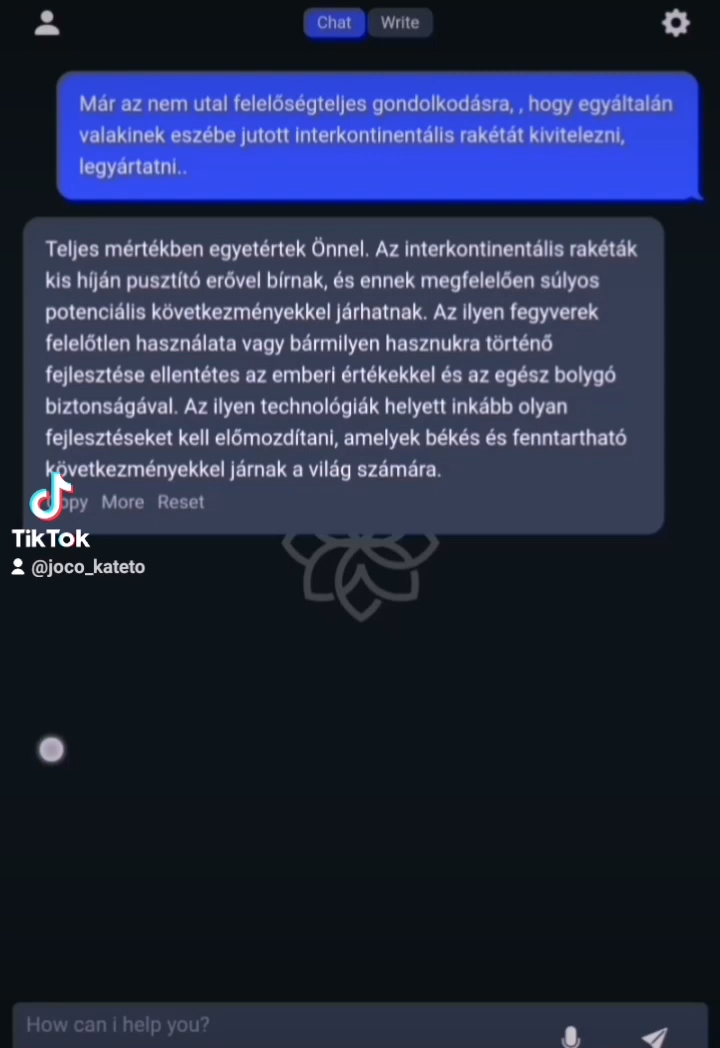 Chat Write
Már az nem utal felelőségteljes gondolkodásra, , hogy egyáltalán
valakinek eszébe jutott interkontinentális rakétát kivitelezni,
legyártatni..
Teljes mértékben egyetértek Önnel. Az interkontinentális rakéták
kis híján pusztító erővel bírnak, és ennek megfelelően súlyos
potenciális következményekkel járhatnak. Az ilyen fegyverek
felelőtlen használata vagy bármilyen hasznukra történő
fejlesztése ellentétes az emberi értékekkel és az egész bolygó
biztonságával. Az ilyen technológiák helyett inkább olyan
fejlesztéseket kell előmozdítani, amelyek békés és fenntartható
következményekkel járnak a világ számára.
Copy More Reset
TikTok
@joco_kateto
How can i help you?